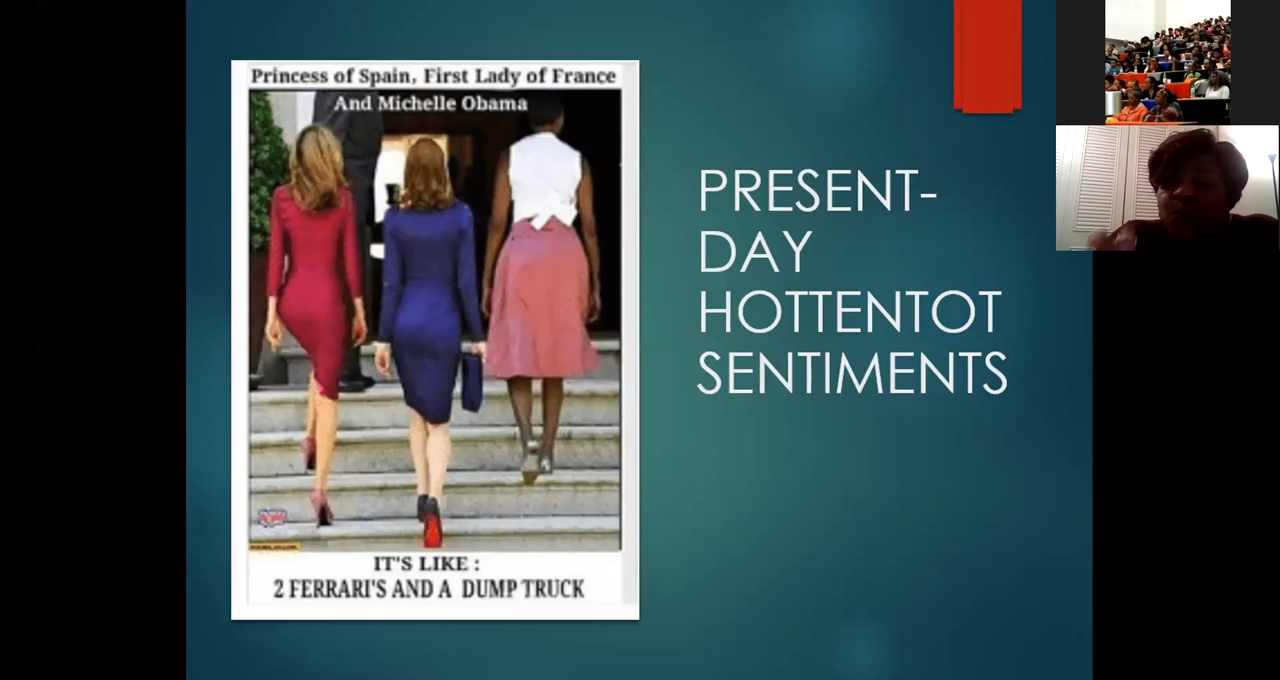 Princess of Spain, First Lady of France
And Michelle Obama
IT'S LIKE :
2 FERRARI'S AND A DUMP TRUCK
PRESENT-
DAY
HOTTENTOT
SENTIMENTS